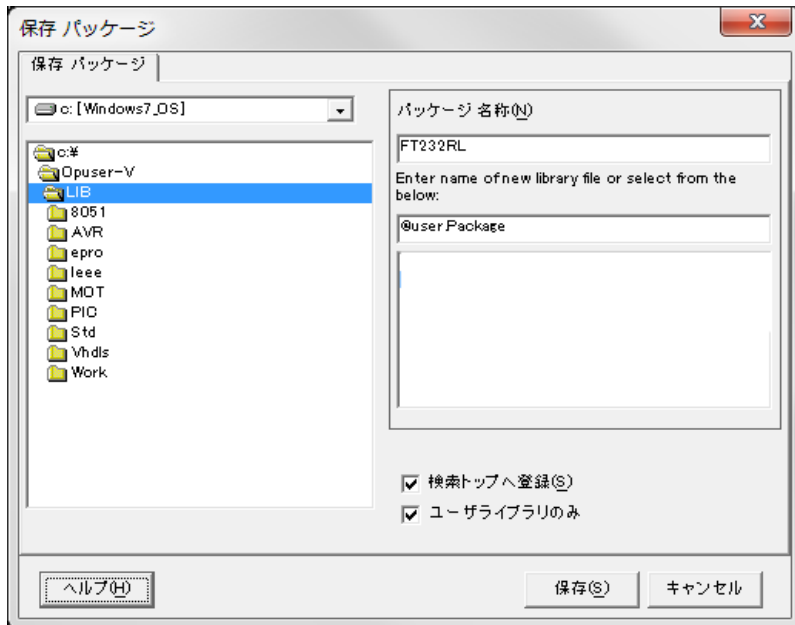 保存 パッケージ
保存 パッケージ
c: [Windows7_OS]
c:¥
Opuser-V
LIB
8051
AVR
epro
Ieee
MOT
PIC
Std
Vhdls
Work
パッケージ 名称(N)
FT232RL
Enter name of new library file or select from the
below:
@user.Package
検索トップへ登録(S)
ユーザライブラリのみ
ヘルプ(H)
保存(S)
キャンセル